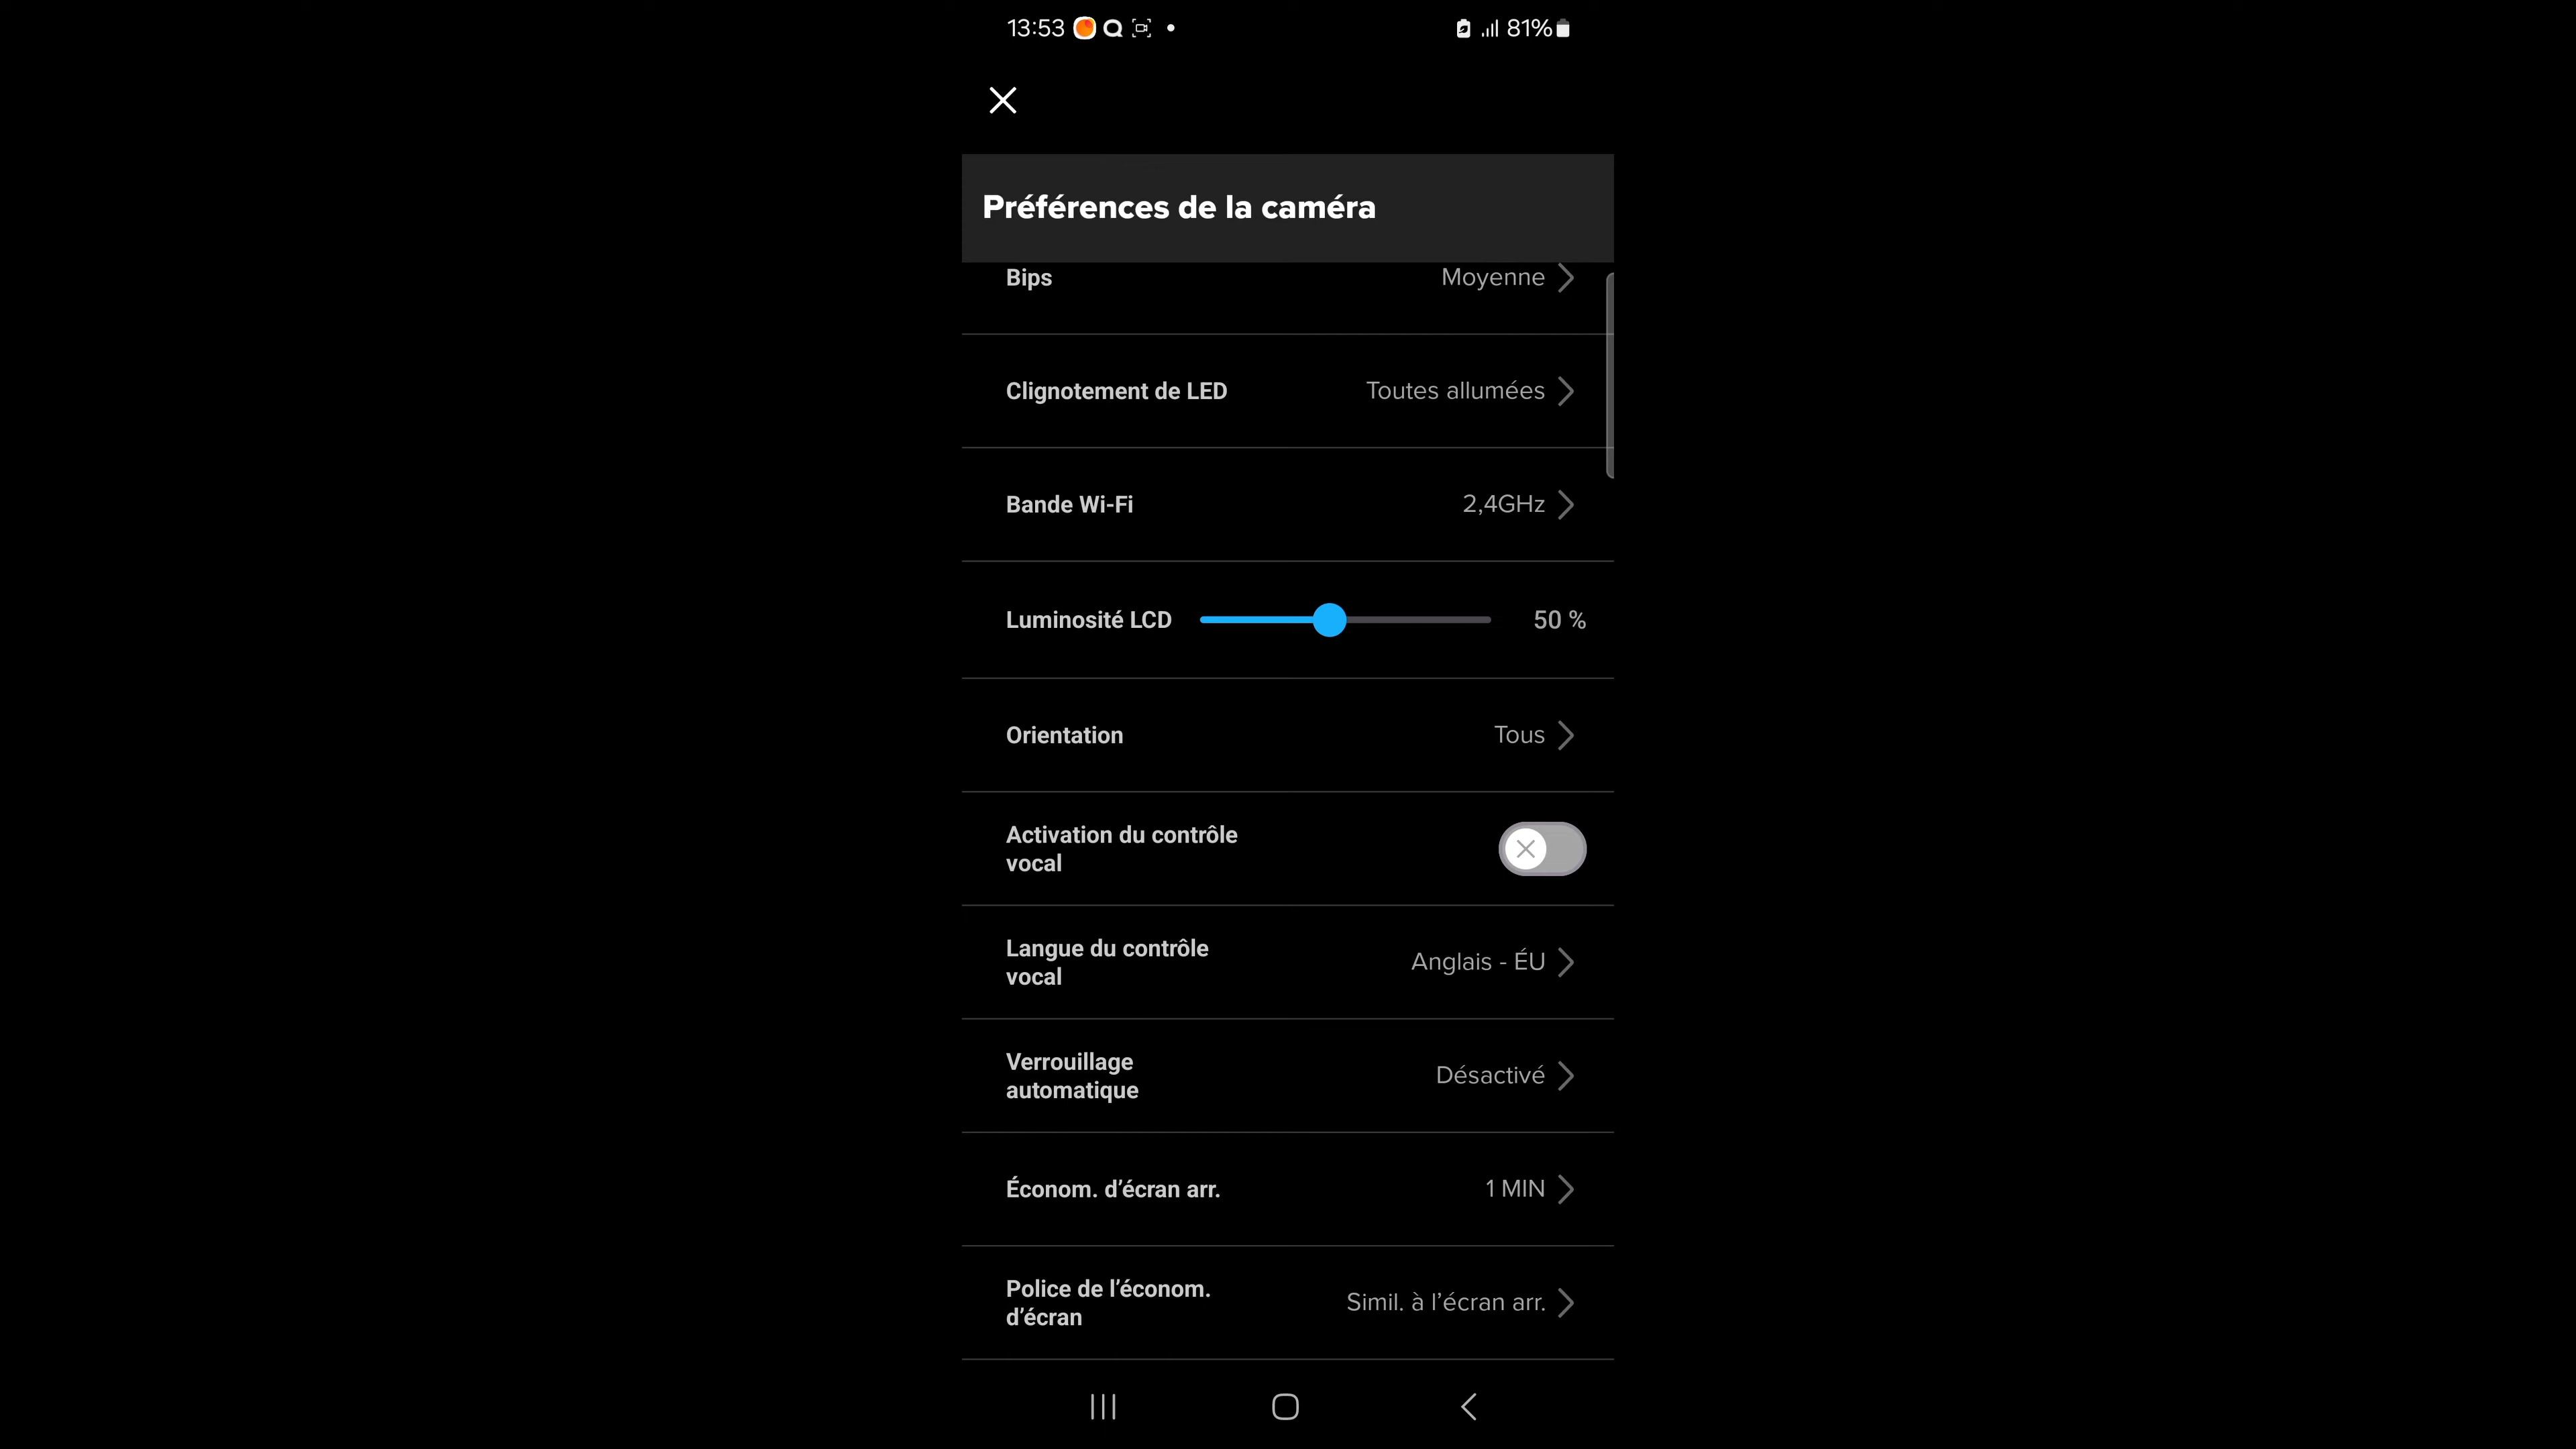 13:53
81%
Préférences de la caméra
Bips Moyenne
Clignotement de LED Toutes allumées
Bande Wi-Fi 2,4GHz
Luminosité LCD 50 %
Orientation Tous
Activation du contrôle
vocal
Langue du contrôle
vocal
Anglais - ÉU
Verrouillage
automatique
Désactivé
Économ. d’écran arr. 1 MIN
Police de l’économ.
d’écran
Simil. à l’écran arr.